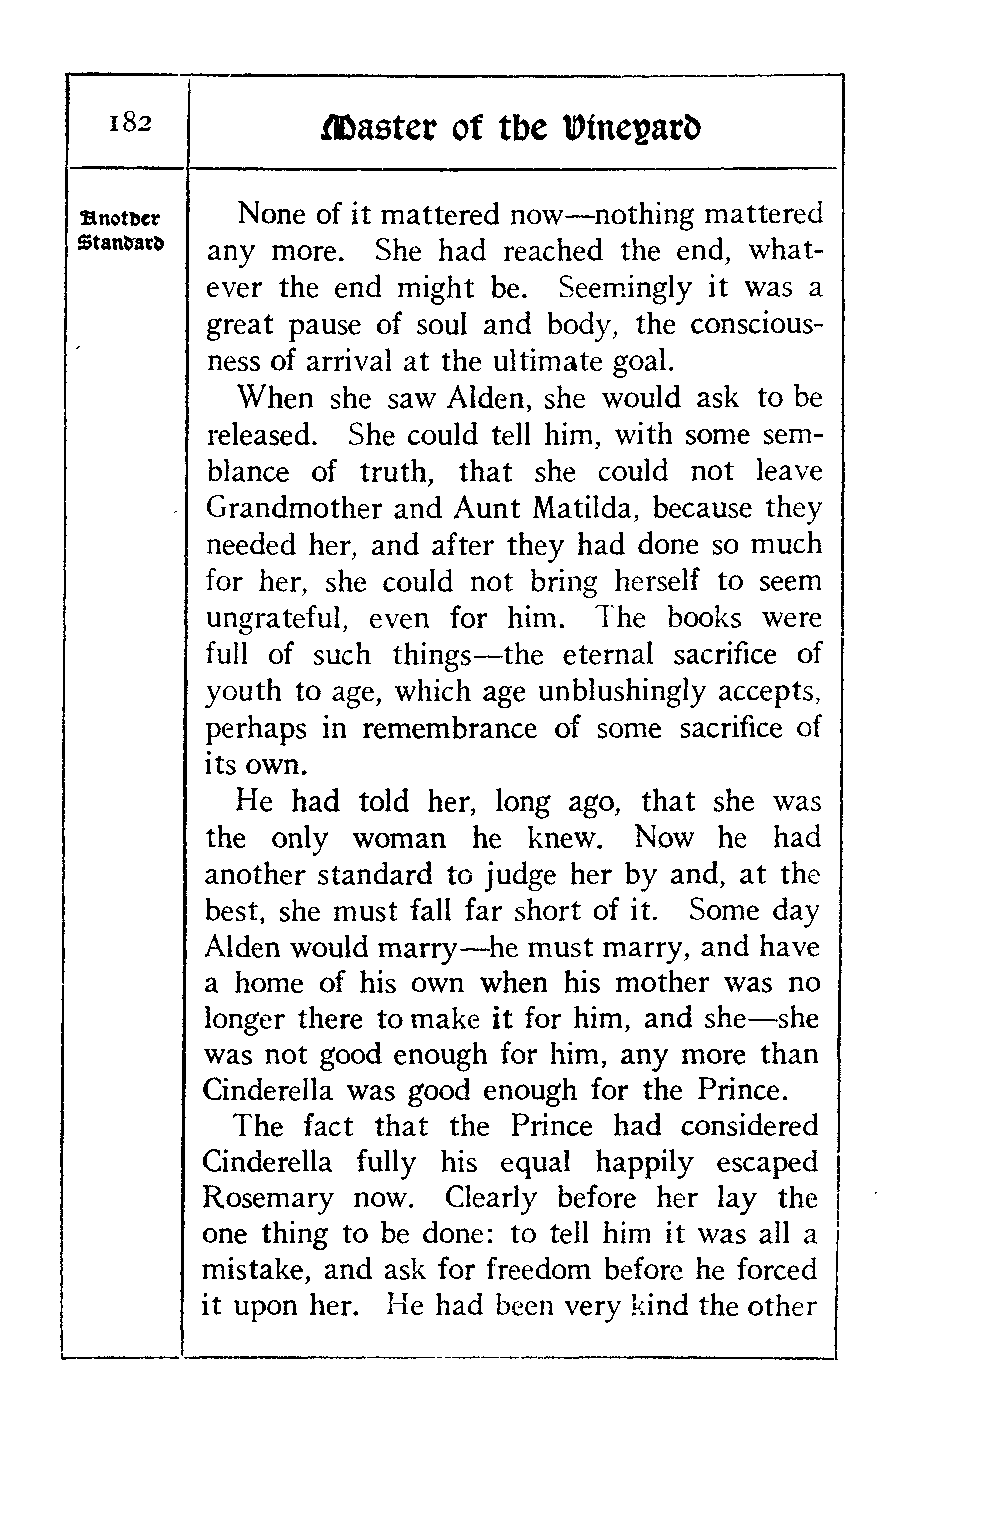 182
Master of the Vineyard
Another
Standard
None of it mattered now—nothing mattered
any more. She had reached the end, what-
ever the end might be. Seemingly it was a
great pause of soul and body, the conscious-
ness of arrival at the ultimate goal.
When she saw Alden, she would ask to be
released. She could tell him, with some sem-
blance of truth, that she could not leave
Grandmother and Aunt Matilda, because they
needed her, and after they had done so much
for her, she could not bring herself to seem
ungrateful, even for him. The books were
full of such things—the eternal sacrifice of
youth to age, which age unblushingly accepts,
perhaps in remembrance of some sacrifice of
its own.
He had told her, long ago, that she was
the only woman he knew. Now he had
another standard to judge her by and, at the
best, she must fall far short of it. Some day
Alden would marry—he must marry, and have
a home of his own when his mother was no
longer there to make it for him, and she—she
was not good enough for him, any more than
Cinderella was good enough for the Prince.
The fact that the Prince had considered
Cinderella fully his equal happily escaped
Rosemary now. Clearly before her lay the
one thing to be done: to tell him it was all a
mistake, and ask for freedom before he forced
it upon her. He had been very kind the other